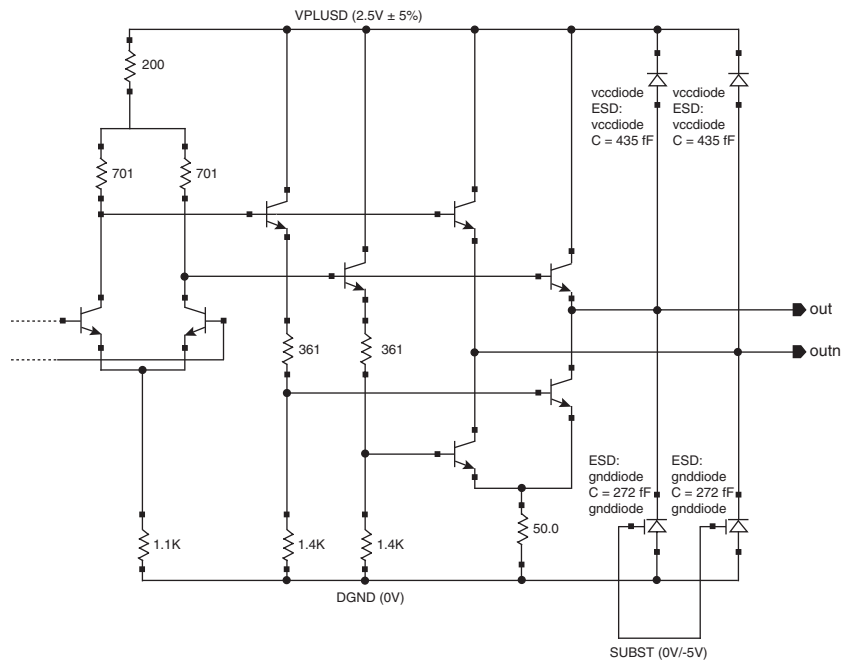 VPLUSD (2.5V ± 5%)
200
701
701
vccdiode
ESD:
vccdiode
C = 435 fF
vccdiode
ESD:
vccdiode
C = 435 fF
out
361
361
outn
ESD:
gnddiode
C = 272 fF
gnddiode
ESD:
gnddiode
C = 272 fF
gnddiode
1.1K
1.4K
1.4K
50.0
DGND (0V)
SUBST (0V/-5V)